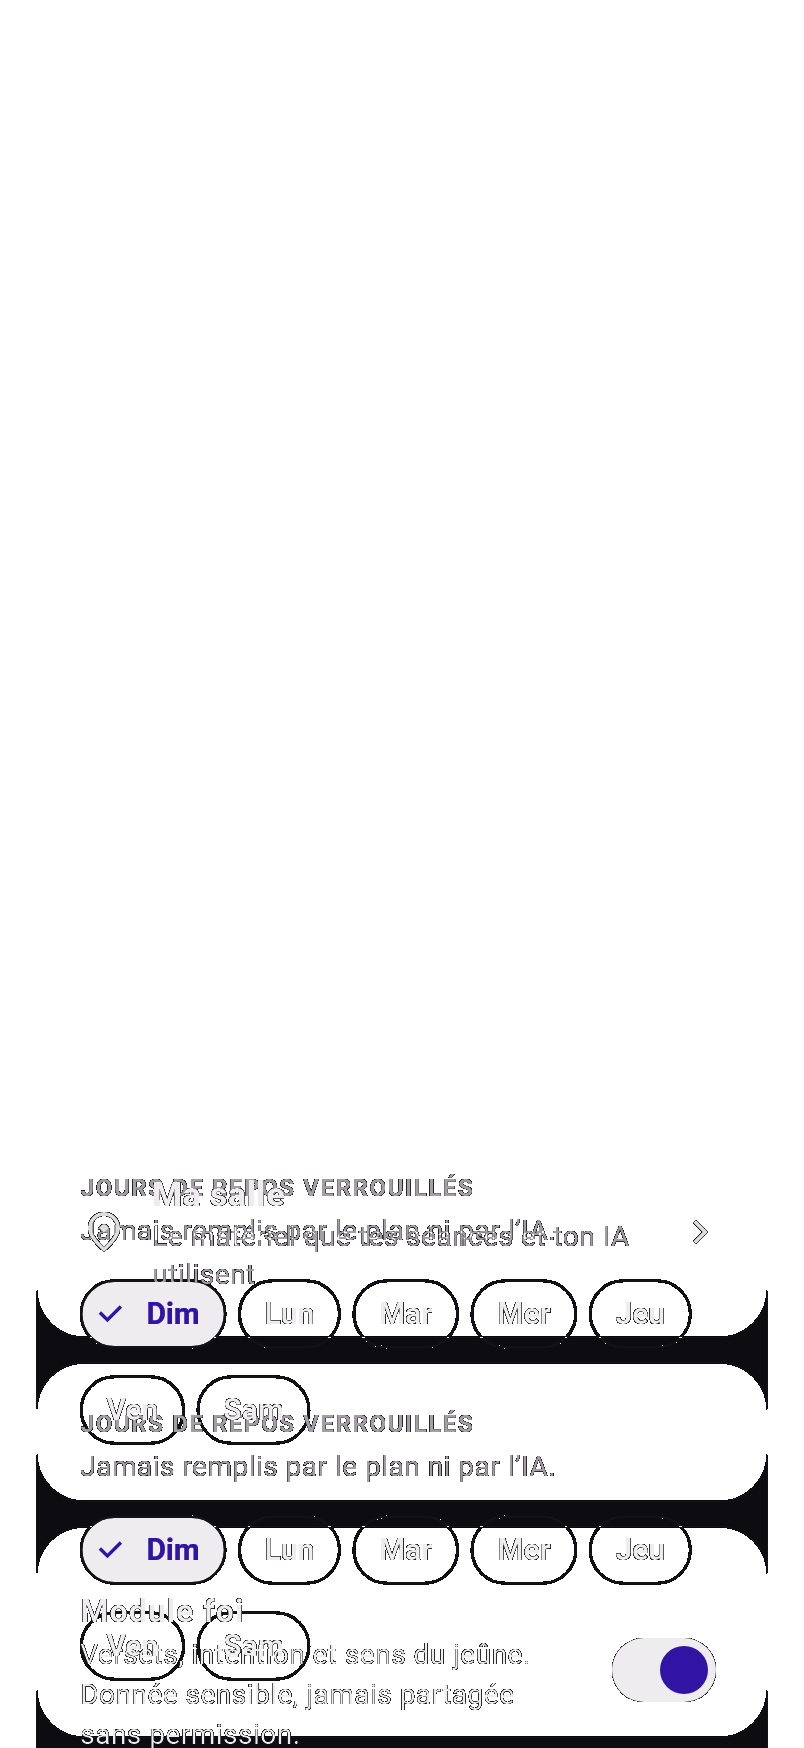 JOURS DE REPOS VERROUILLÉS
Ma salle
Jamais remplis par le plan ni par l'IA.
Le matériel que tes séances et ton IA
utilisent
Dim Lun Mar Mer Jeu
Ven Sam
JOURS DE REPOS VERROUILLÉS
Jamais remplis par le plan ni par l'IA.
Dim Lun Mar Mer Jeu
Module foi
Ven Sam
Versets, intention et sens du jeûne.
Donnée sensible, jamais partagée
sans permission.